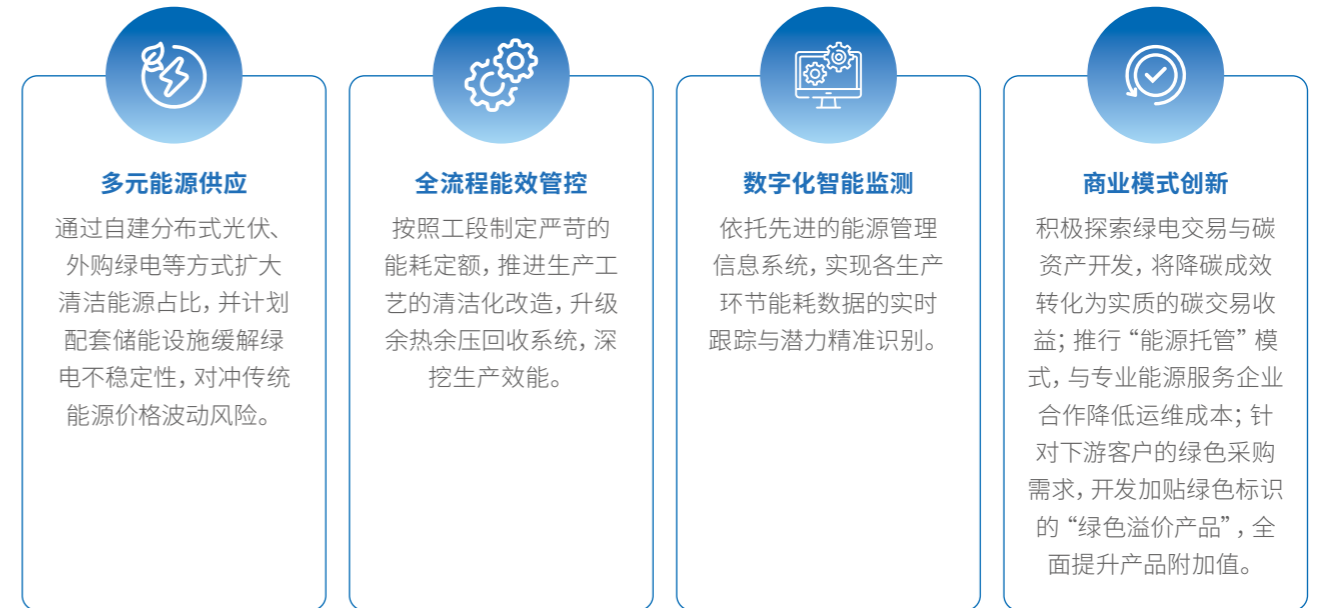 多元能源供应
通过自建分布式光伏、
外购绿电等方式扩大
清洁能源占比，并计划
配套储能设施缓解绿
电不稳定性，对冲传统
能源价格波动风险。
全流程能效管控
按照工段制定严苛的
能耗定额，推进生产工
艺的清洁化改造，升级
余热余压回收系统，深
挖生产效能。
数字化智能监测
依托先进的能源管理
信息系统，实现各生产
环节能耗数据的实时
跟踪与潜力精准识别。
商业模式创新
积极探索绿电交易与碳
资产开发，将降碳成效
转化为实质的碳交易收
益；推行“能源托管”模
式，与专业能源服务企业
合作降低运维成本；针
对下游客户的绿色采购
需求，开发加贴绿色标识
的“绿色溢价产品”，全
面提升产品附加值。